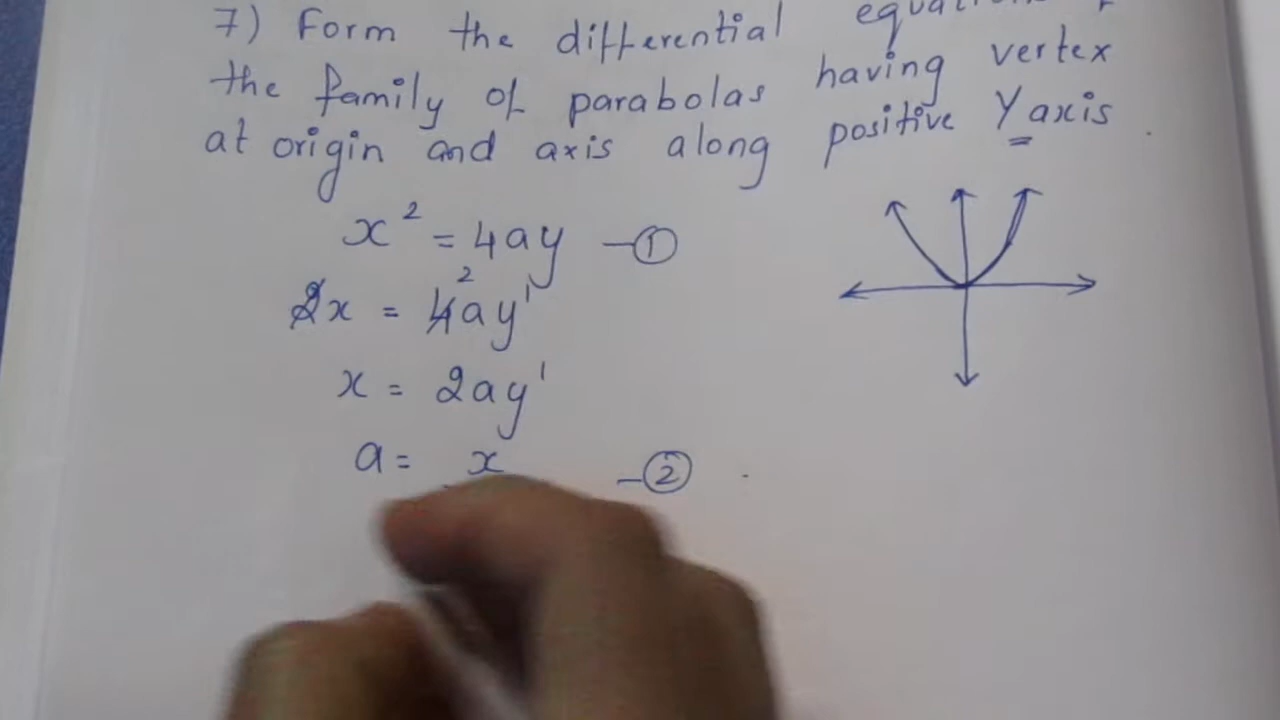 7) Form the differential
the family of parabolas having vertex
at origin and axis along positive Y axis.
x² = 4ay -①
2x = 4ay' 2
x = 2ay'
a = x -②